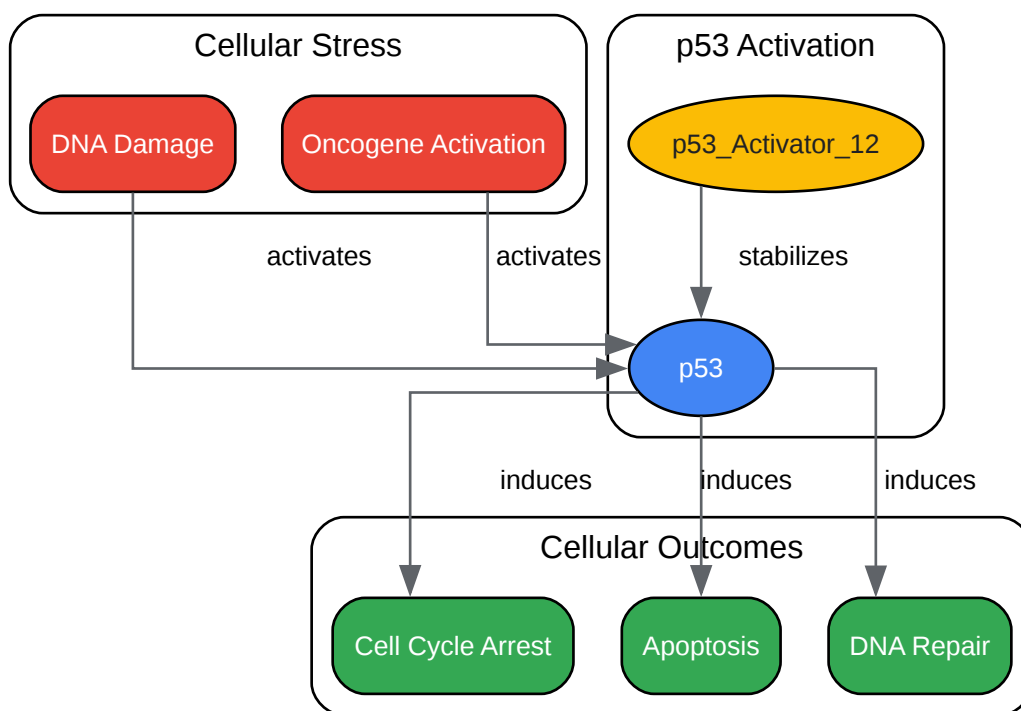 Cellular Stress
p53 Activation
DNA Damage
Oncogene Activation
p53_Activator_12
activates
activates
stabilizes
p53
induces
induces
induces
Cellular Outcomes
Cell Cycle Arrest
Apoptosis
DNA Repair